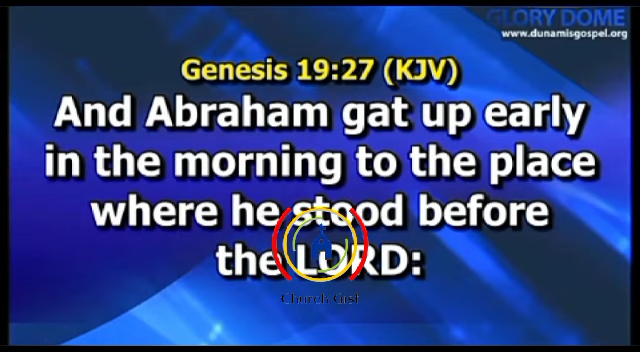 GLORY DOME
www.dunamisgospel.org
Genesis 19:27 (KJV)
And Abraham gat up early
in the morning to the place
where he stood before
the LORD:
Church Gist